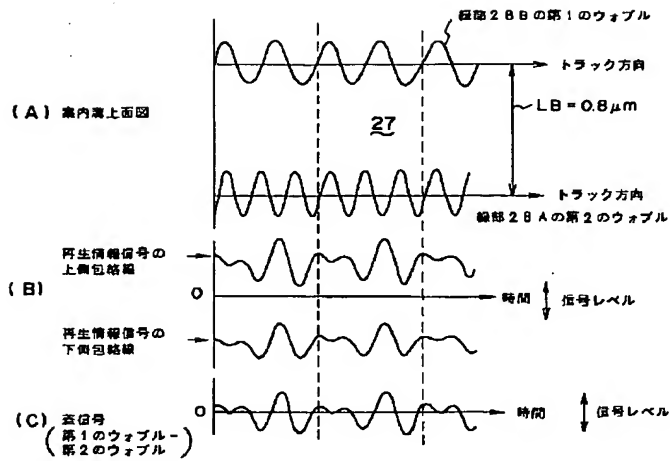 縁部28Bの第1のウォブル
トラック方向
(A) 案内溝上面図
27
LB=0.8μm
トラック方向
縁部28Aの第2のウォブル
再生情報信号の
上側包絡線
(B)
0
時間
信号レベル
再生情報信号の
下側包絡線
(C) 差信号
0
時間
信号レベル
(第1のウォブル−
第2のウォブル)